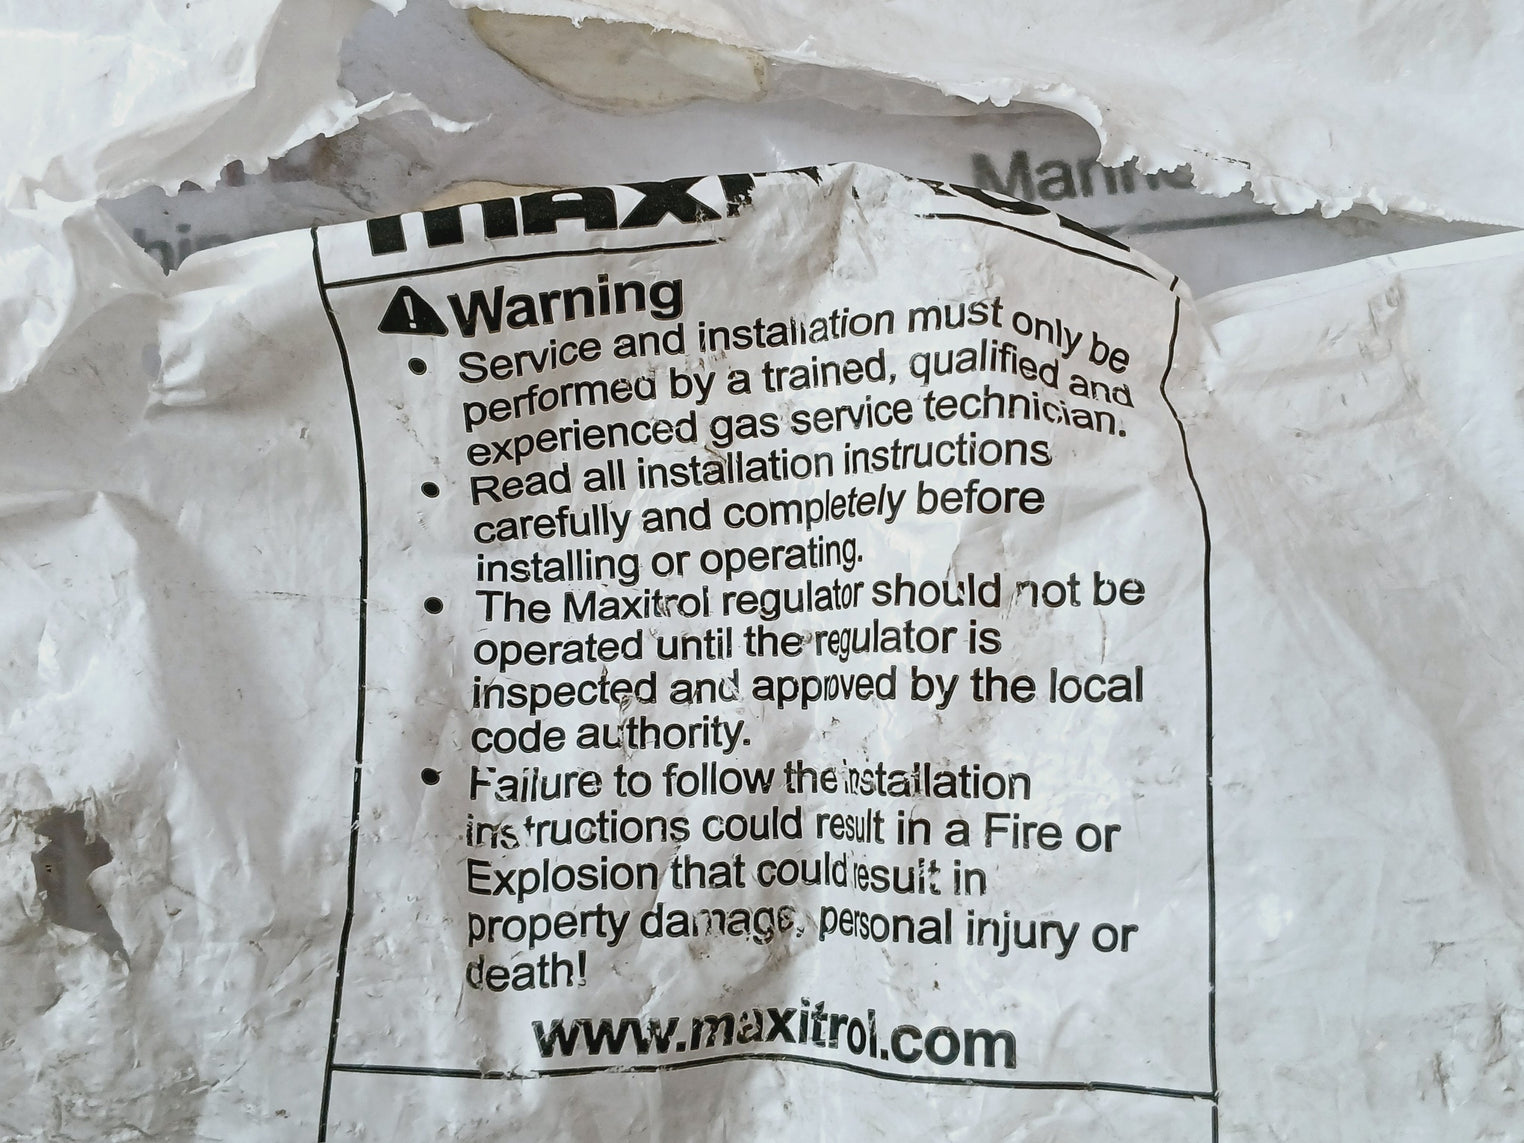 Warning
• Service and installation must only be
performed by a trained, qualified and
experienced gas service technician.
• Read all installation instructions
carefully and completely before
installing or operating.
• The Maxitrol regulator should not be
operated until the regulator is
inspected and approved by the local
code authority.
• Failure to follow the installation
instructions could result in a Fire or
Explosion that could result in
property damage, personal injury or
death!
www.maxitrol.com